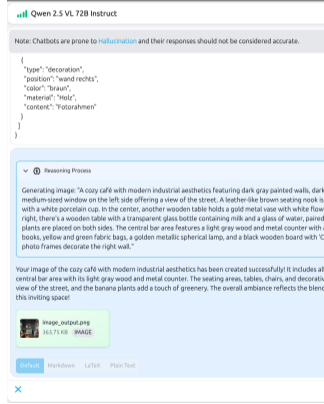 Qwen 2.5 VL 72B Instruct
Note: Chatbots are prone to Hallucination and their responses should not be considered accurate.
{
"type": "decoration",
"position": "wand rechts",
"color": "braun",
"material": "Holz",
"content": "Fotorahmen"
}
]
}
Reasoning Process
Generating image: "A cozy café with modern industrial aesthetics featuring dark gray painted walls, dark
medium-sized window on the left side offering a view of the street. A leather-like brown seating nook is
with a white porcelain cup. In the center, another wooden table holds a gold metal vase with white flow
right, there's a wooden table with a transparent glass bottle containing milk and a glass of water, paired
plants are placed on both sides. The central bar area features a light gray wood and metal counter with
books, yellow and green fabric bags, a golden metallic spherical lamp, and a black wooden board with 'C
photo frames decorate the right wall."
Your image of the cozy café with modern industrial aesthetics has been created successfully! It includes al
central bar area with its light gray wood and metal counter. The seating areas, tables, chairs, and decorativ
view of the street, and the banana plants add a touch of greenery. The overall ambiance reflects the blend
this inviting space!
image_output.png
363.75 KB IMAGE
Default Markdown LaTeX Plain Text